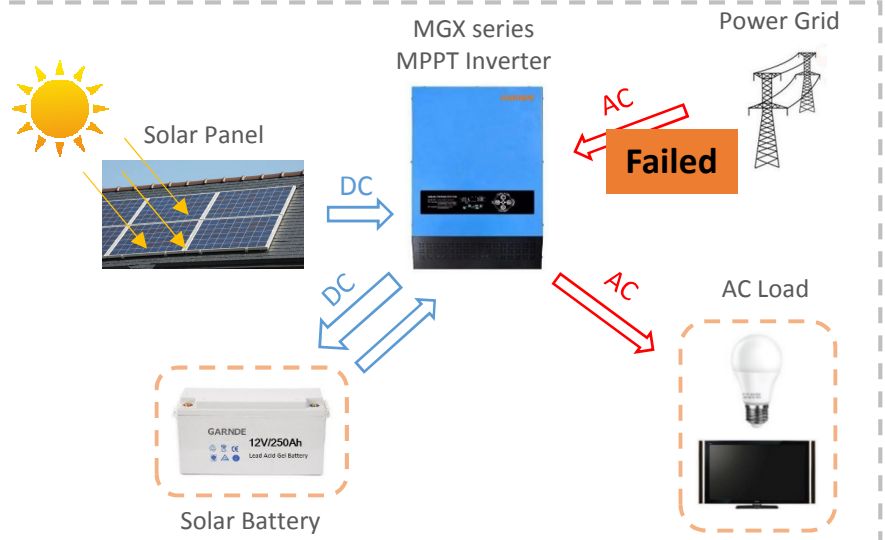 MGX series
MPPT Inverter
Power Grid
AC
Failed
Solar Panel
DC
DC
AC
AC Load
GARNDE
12V/250Ah
Lead Acid Gel Battery
Solar Battery